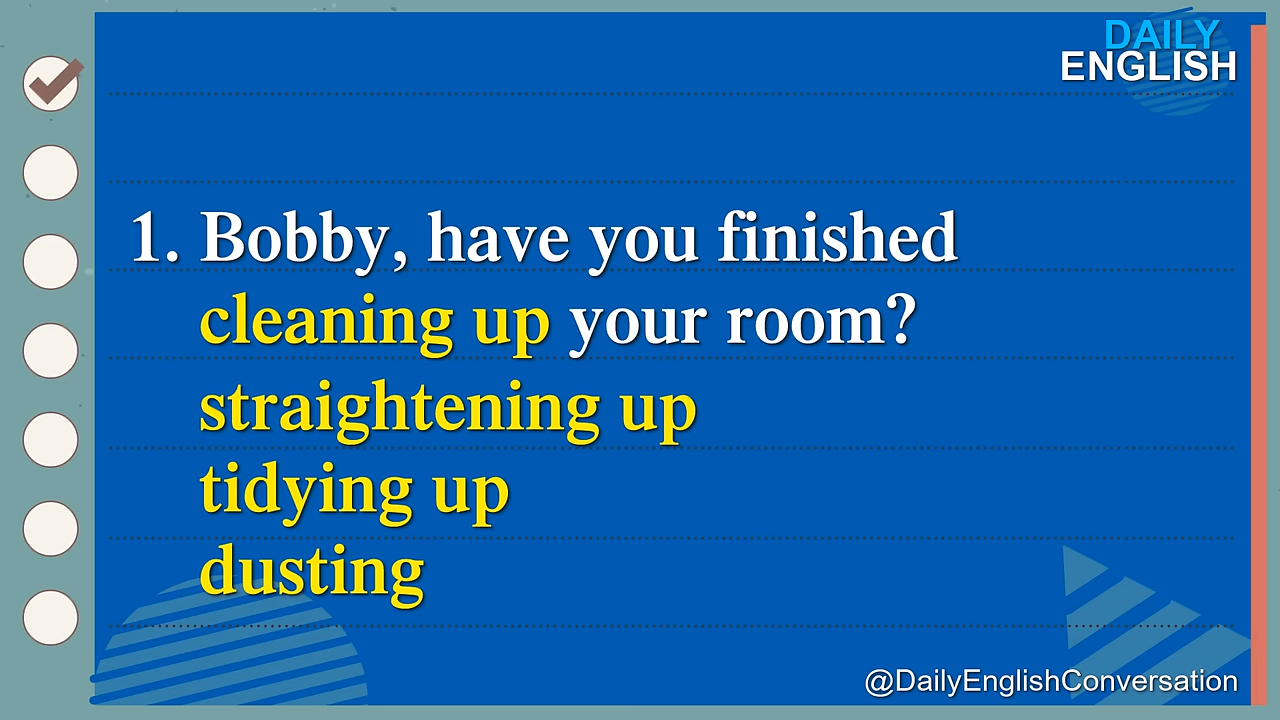 DAILY
ENGLISH
1. Bobby, have you finished
cleaning up your room?
straightening up
tidying up
dusting
@DailyEnglishConversation